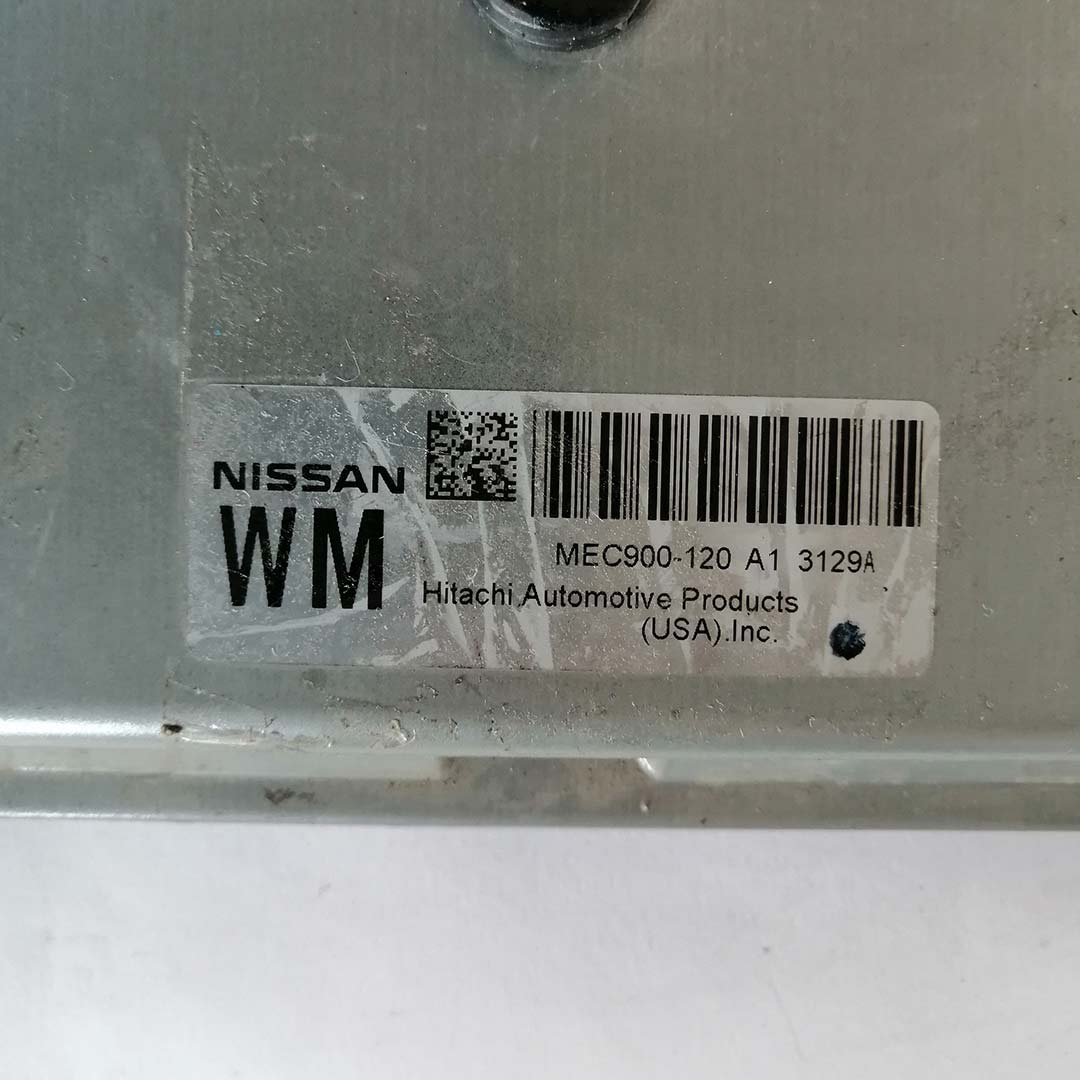 NISSAN
WM
MEC900-120 A1 3129A
Hitachi Automotive Products
(USA).Inc.